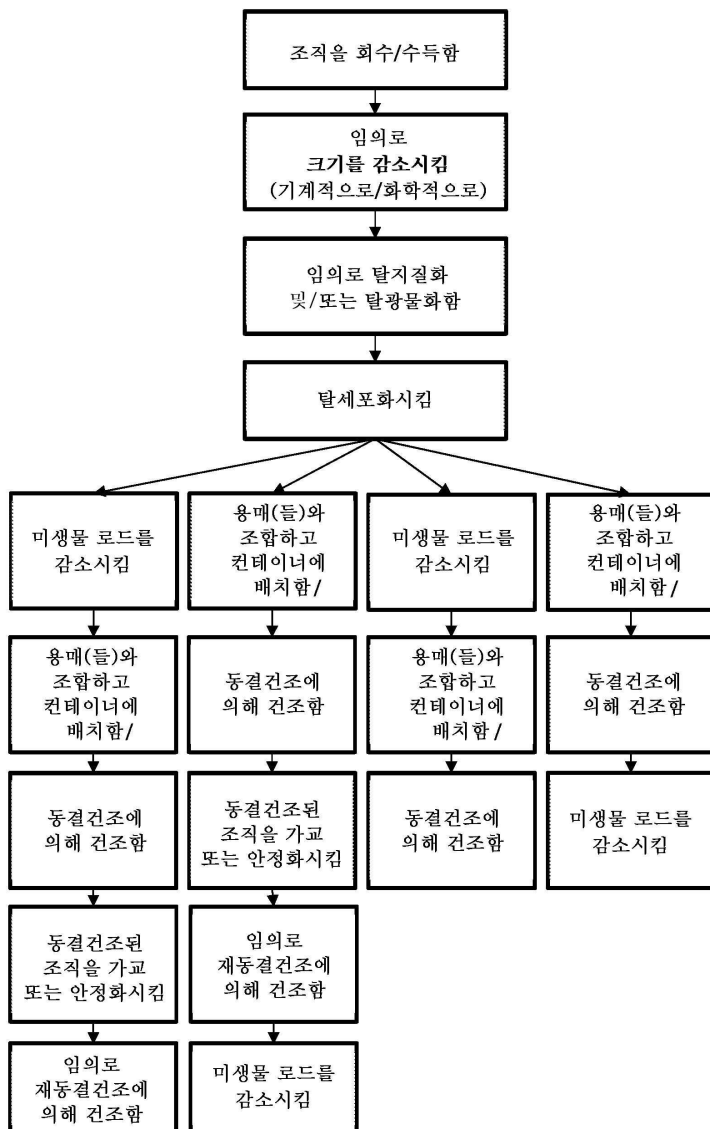 조직을 회수/수득함
임의로
크기를 감소시킴
(기계적으로/화학적으로)
임의로 탈지질화
및/또는 탈광물화함
탈세포화시킴
미생물 로드를
감소시킴
용매(들)와
조합하고
컨테이너에
배치함/
동결건조에
의해 건조함
동결건조된
조직을 가교
또는 안정화시킴
임의로
재동결건조에
의해 건조함
용매(들)와
조합하고
컨테이너에
배치함/
동결건조에
의해 건조함
동결건조된
조직을 가교
또는 안정화시킴
임의로
재동결건조에
의해 건조함
미생물 로드를
감소시킴
미생물 로드를
감소시킴
용매(들)와
조합하고
컨테이너에
배치함/
동결건조에
의해 건조함
용매(들)와
조합하고
컨테이너에
배치함/
동결건조에
의해 건조함
미생물 로드를
감소시킴